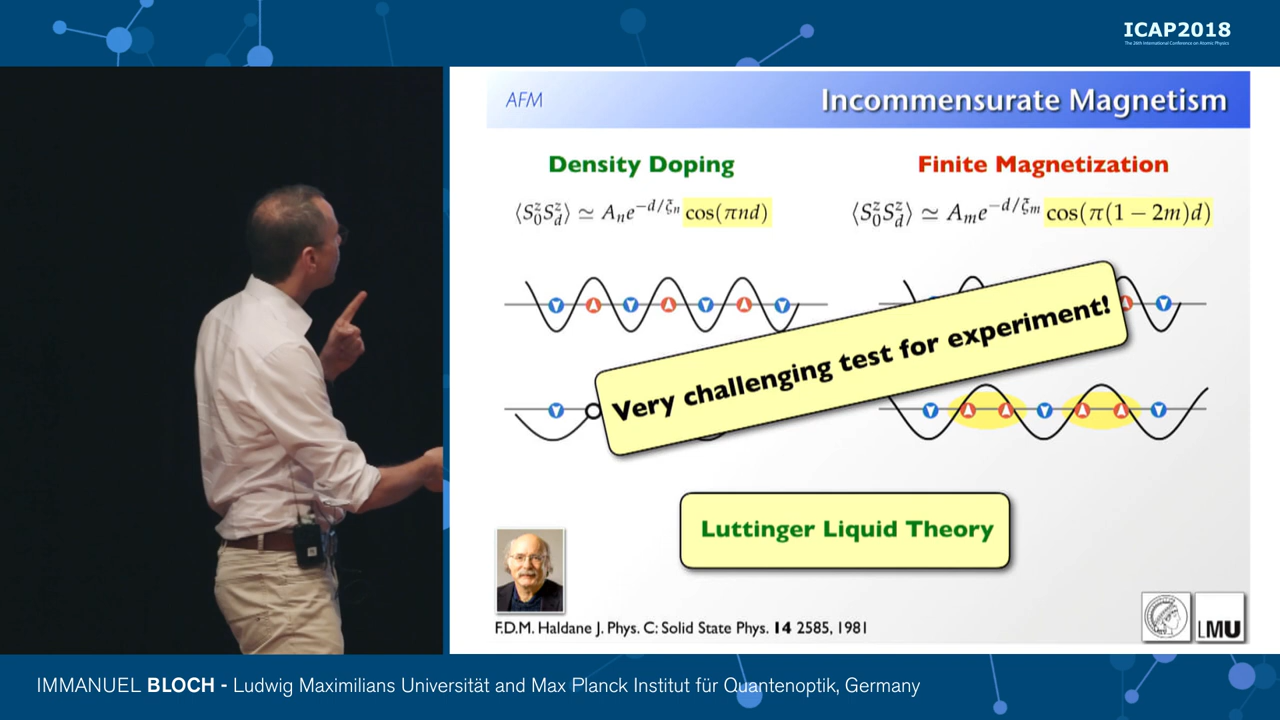 ICAP2018
The 26th International Conference on Atomic Physics
AFM
Incommensurate Magnetism
Density Doping
Finite Magnetization
⟨S₀ᶻS_dᶻ⟩ ≃ Aₙe^{−d/ξₙ} cos(πnd)
⟨S₀ᶻS_dᶻ⟩ ≃ Aₘe^{−d/ξₘ} cos(π(1 − 2m)d)
Very challenging test for experiment!
Luttinger Liquid Theory
F.D.M. Haldane J. Phys. C: Solid State Phys. 14 2585, 1981
LMU
IMMANUEL BLOCH - Ludwig Maximilians Universität and Max Planck Institut für Quantenoptik, Germany